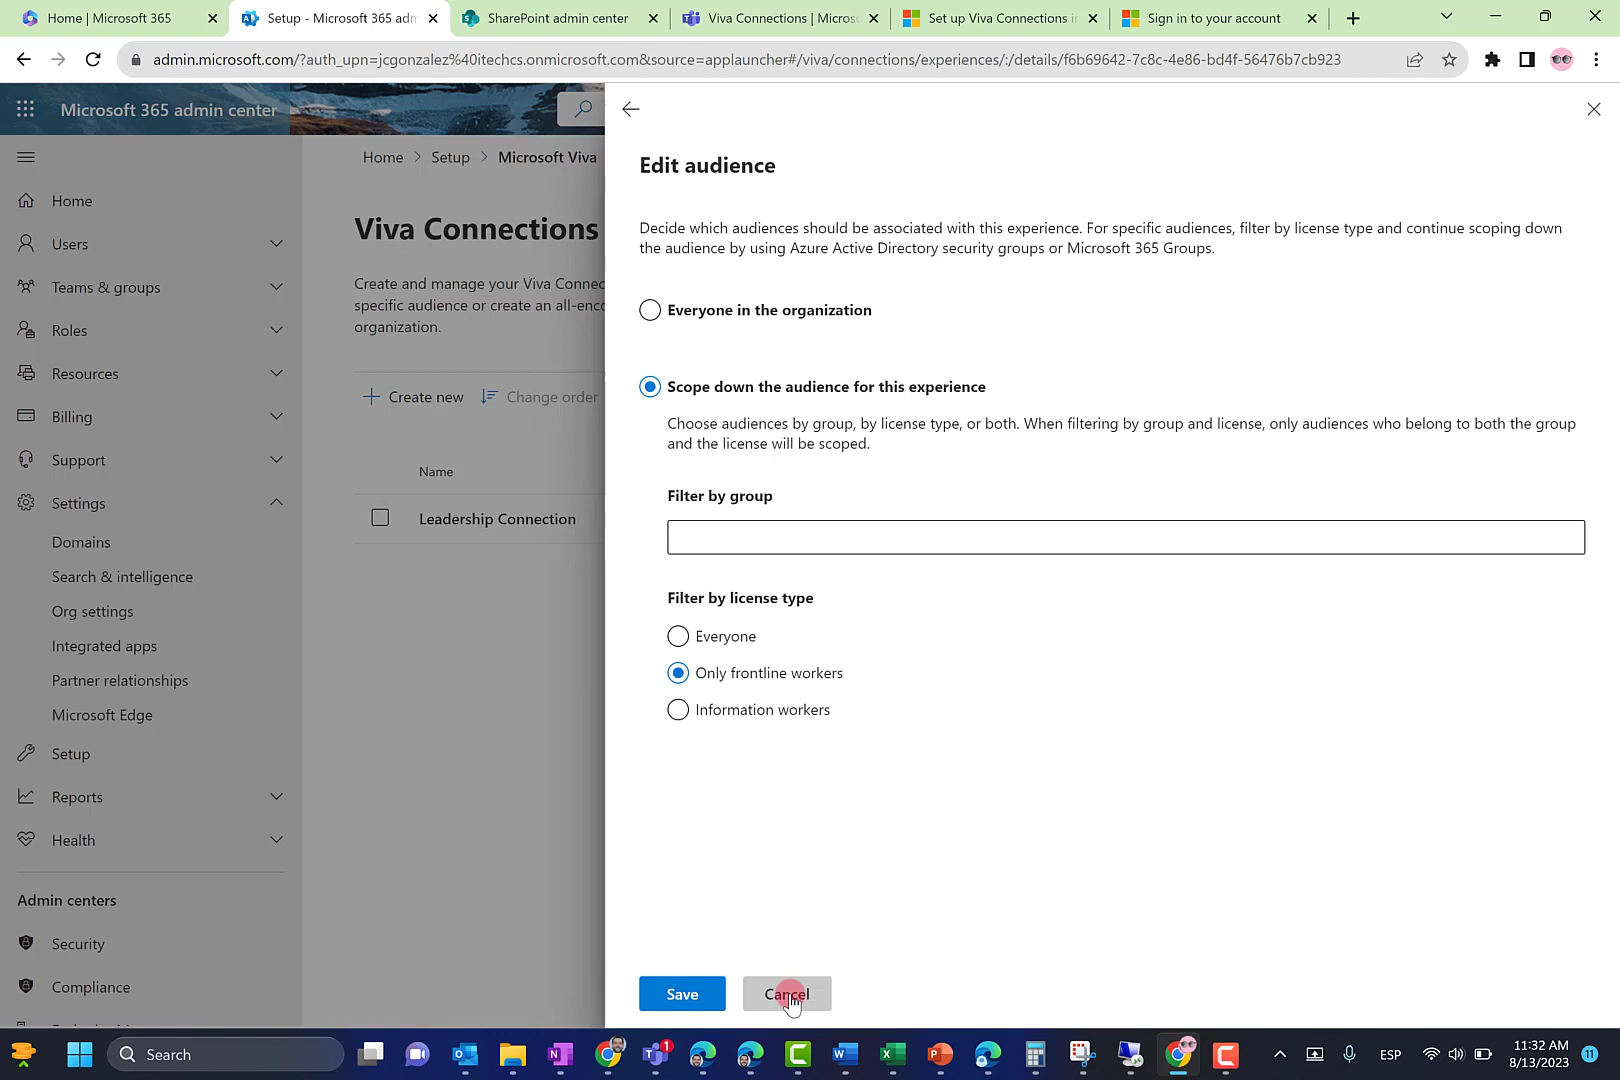 Home | Microsoft 365
Setup - Microsoft 365 adm
SharePoint admin center
Viva Connections | Micros
Set up Viva Connections i
Sign in to your account
admin.microsoft.com/?auth_upn=jcgonzalez%40itechcs.onmicrosoft.com&source=applauncher#/viva/connections/experiences/:/details/f6b69642-7c8c-4e86-bd4f-56476b7cb923
Microsoft 365 admin center
Home > Setup > Microsoft Viva
Home
Users
Teams & groups
Roles
Resources
Billing
Support
Settings
Domains
Search & intelligence
Org settings
Integrated apps
Partner relationships
Microsoft Edge
Setup
Reports
Health
Admin centers
Security
Compliance
Viva Connections
Create and manage your Viva Connec
specific audience or create an all-enco
organization.
Create new
Change order
Name
Leadership Connection
Edit audience
Decide which audiences should be associated with this experience. For specific audiences, filter by license type and continue scoping down
the audience by using Azure Active Directory security groups or Microsoft 365 Groups.
Everyone in the organization
Scope down the audience for this experience
Choose audiences by group, by license type, or both. When filtering by group and license, only audiences who belong to both the group
and the license will be scoped.
Filter by group
Filter by license type
Everyone
Only frontline workers
Information workers
Save
Cancel
Search
1
ESP
11:32 AM
8/13/2023
11